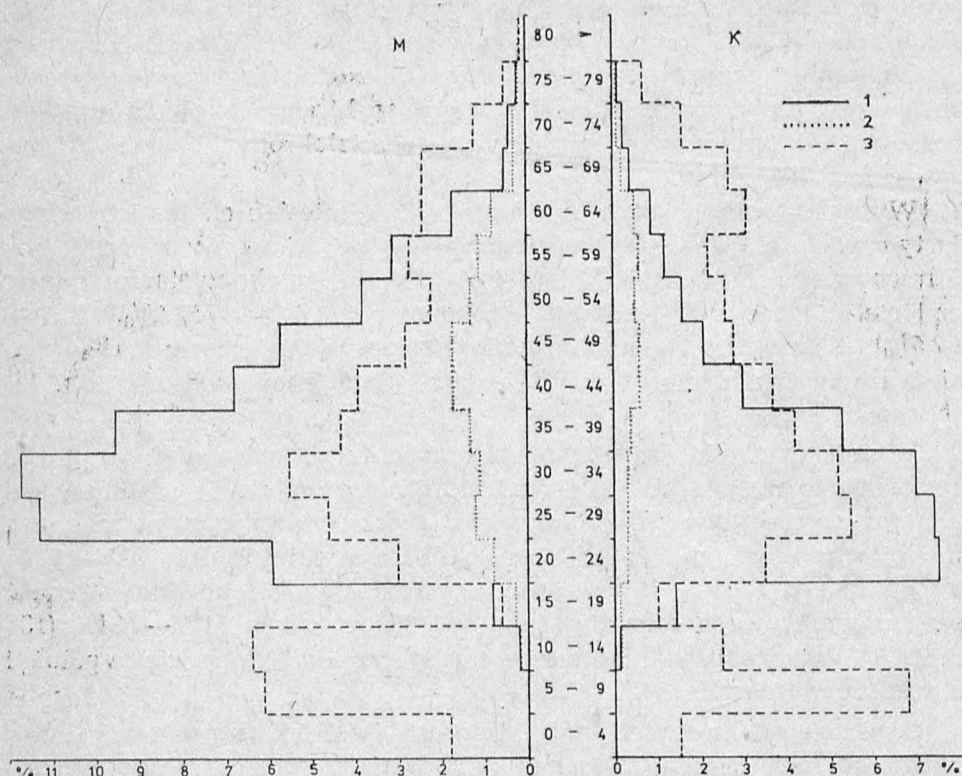 M
K
80 →
75 – 79
70 – 74
65 – 69
60 – 64
55 – 59
50 – 54
45 – 49
40 – 44
35 – 39
30 – 34
25 – 29
20 – 24
15 – 19
10 – 14
5 – 9
0 – 4
1
2
3
% 11 10 9 8 7 6 5 4 3 2 1 0
0 1 2 3 4 5 6 7 %